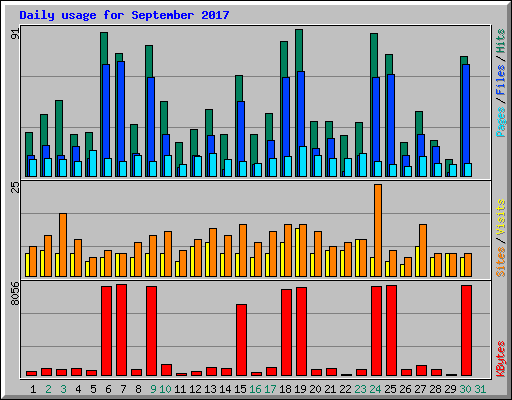 Daily usage for September 2017
91
Pages / Files / Hits
25
Sites / Visits
8056
KBytes
1 2 3 4 5 6 7 8 9 10 11 12 13 14 15 16 17 18 19 20 21 22 23 24 25 26 27 28 29 30 31